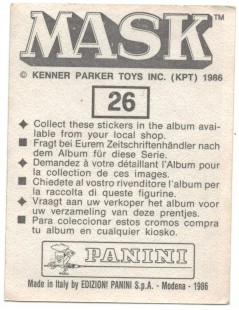 MASK™
© KENNER PARKER TOYS INC. (KPT) 1986
26
Collect these stickers in the album avai-
lable from your local shop.
Fragt bei Eurem Zeitschriftenhändler nach
dem Album für diese Serie.
Demandez à votre détaillant l'Album pour
la collection de ces images.
Chiedete al vostro rivenditore l'album per
la raccolta di queste figurine.
Vraagt aan uw verkoper het album voor
uw verzameling van deze prentjes.
Para coleccionar estos cromos compra
tu album en cualquier kiosko.
PANINI
Made in Italy by EDIZIONI PANINI S.p.A. - Modena - 1986